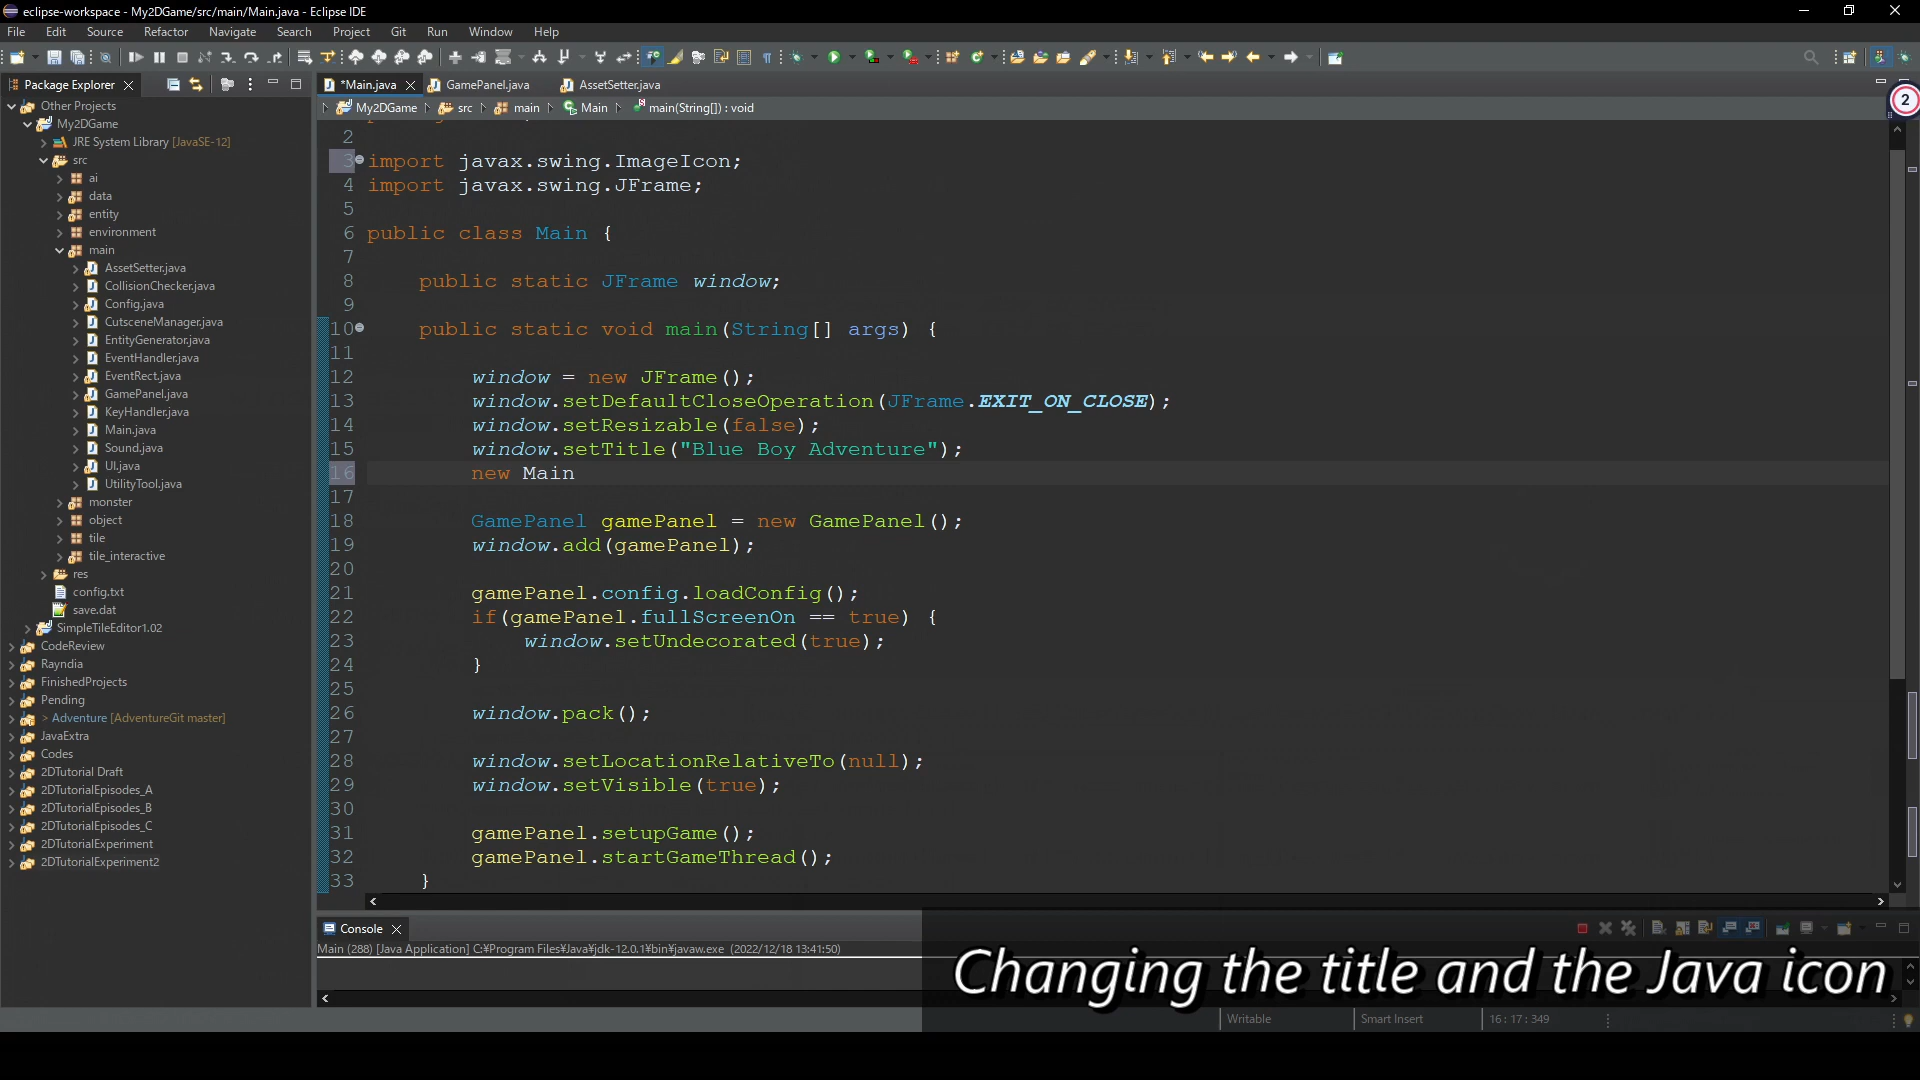 eclipse-workspace - My2DGame/src/main/Main.java - Eclipse IDE
File Edit Source Refactor Navigate Search Project Git Run Window Help
Package Explorer
*Main.java GamePanel.java AssetSetter.java
My2DGame src main Main main(String[]) : void
2
Other Projects
My2DGame
JRE System Library [JavaSE-12]
src
ai
data
entity
environment
main
AssetSetter.java
CollisionChecker.java
Config.java
CutsceneManager.java
EntityGenerator.java
EventHandler.java
EventRect.java
GamePanel.java
KeyHandler.java
Main.java
Sound.java
UI.java
UtilityTool.java
monster
object
tile
tile_interactive
res
config.txt
save.dat
SimpleTileEditor1.02
CodeReview
Rayndia
FinishedProjects
Pending
> Adventure [AdventureGit master]
JavaExtra
Codes
2DTutorial Draft
2DTutorialEpisodes_A
2DTutorialEpisodes_B
2DTutorialEpisodes_C
2DTutorialExperiment
2DTutorialExperiment2
2
3 import javax.swing.ImageIcon;
4 import javax.swing.JFrame;
5
6 public class Main {
7
8 public static JFrame window;
9
10 public static void main(String[] args) {
11
12 window = new JFrame();
13 window.setDefaultCloseOperation(JFrame.EXIT_ON_CLOSE);
14 window.setResizable(false);
15 window.setTitle("Blue Boy Adventure");
16 new Main
17
18 GamePanel gamePanel = new GamePanel();
19 window.add(gamePanel);
20
21 gamePanel.config.loadConfig();
22 if(gamePanel.fullScreenOn == true) {
23 window.setUndecorated(true);
24 }
25
26 window.pack();
27
28 window.setLocationRelativeTo(null);
29 window.setVisible(true);
30
31 gamePanel.setupGame();
32 gamePanel.startGameThread();
33 }
Console
Main (288) [Java Application] C:¥Program Files¥Java¥jdk-12.0.1¥bin¥javaw.exe (2022/12/18 13:41:50)
Changing the title and the Java icon
Writable Smart Insert 16 : 17 : 349